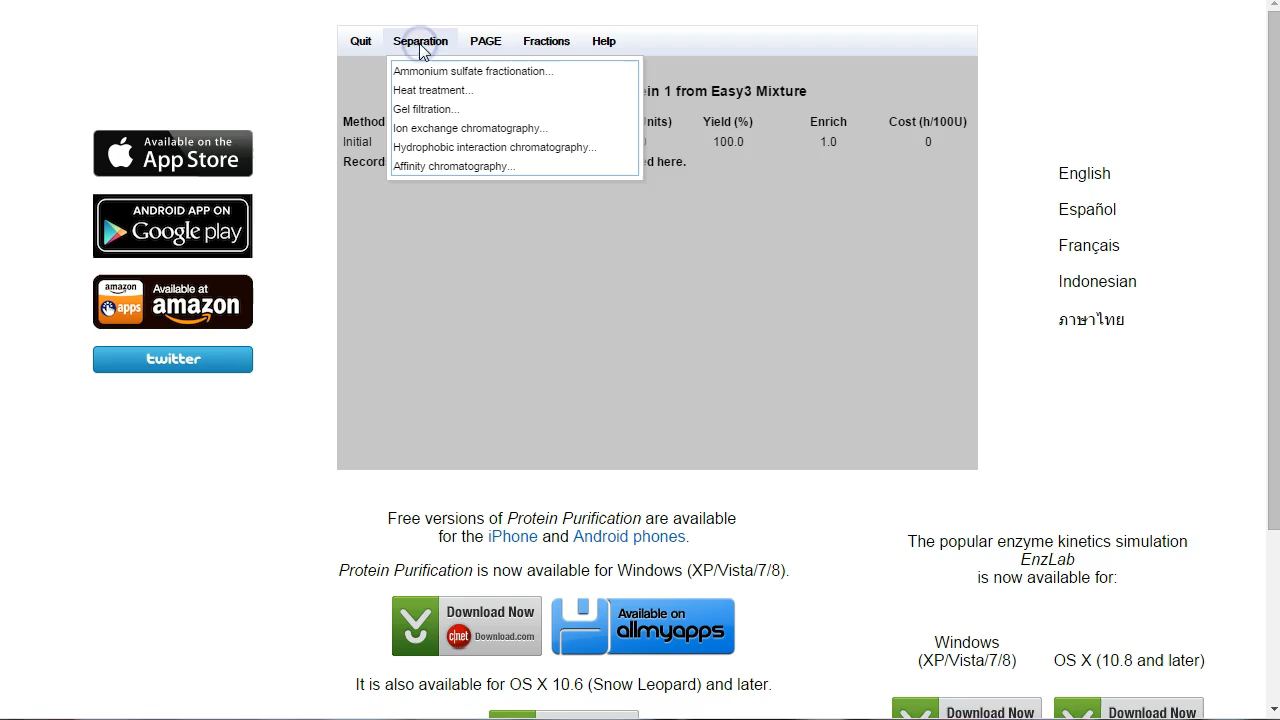 Quit Separation PAGE Fractions Help
Ammonium sulfate fractionation...
Heat treatment...
Gel filtration...
Ion exchange chromatography...
Hydrophobic interaction chromatography...
Affinity chromatography...
in 1 from Easy3 Mixture
Method Yield (%) Enrich Cost (h/100U)
Initial 100.0 1.0 0
Record d here.
Available on the
App Store
ANDROID APP ON
Google play
amazon
apps
Available at
amazon
twitter
English
Español
Français
Indonesian
ภาษาไทย
Free versions of Protein Purification are available
for the iPhone and Android phones.
Protein Purification is now available for Windows (XP/Vista/7/8).
Download Now
c|net Download.com
Available on
allmyapps
It is also available for OS X 10.6 (Snow Leopard) and later.
The popular enzyme kinetics simulation
EnzLab
is now available for:
Windows
(XP/Vista/7/8)
OS X (10.8 and later)
Download Now
Download Now